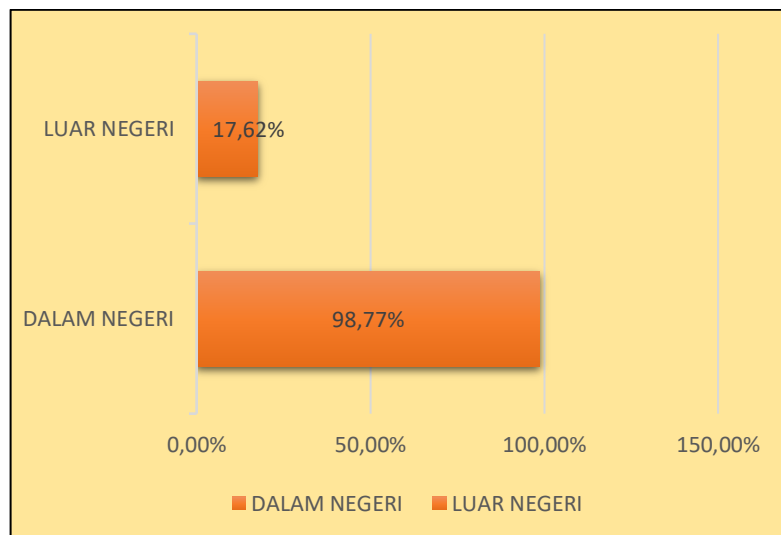 LUAR NEGERI
17,62%
DALAM NEGERI
98,77%
0,00% 50,00% 100,00% 150,00%
DALAM NEGERI LUAR NEGERI